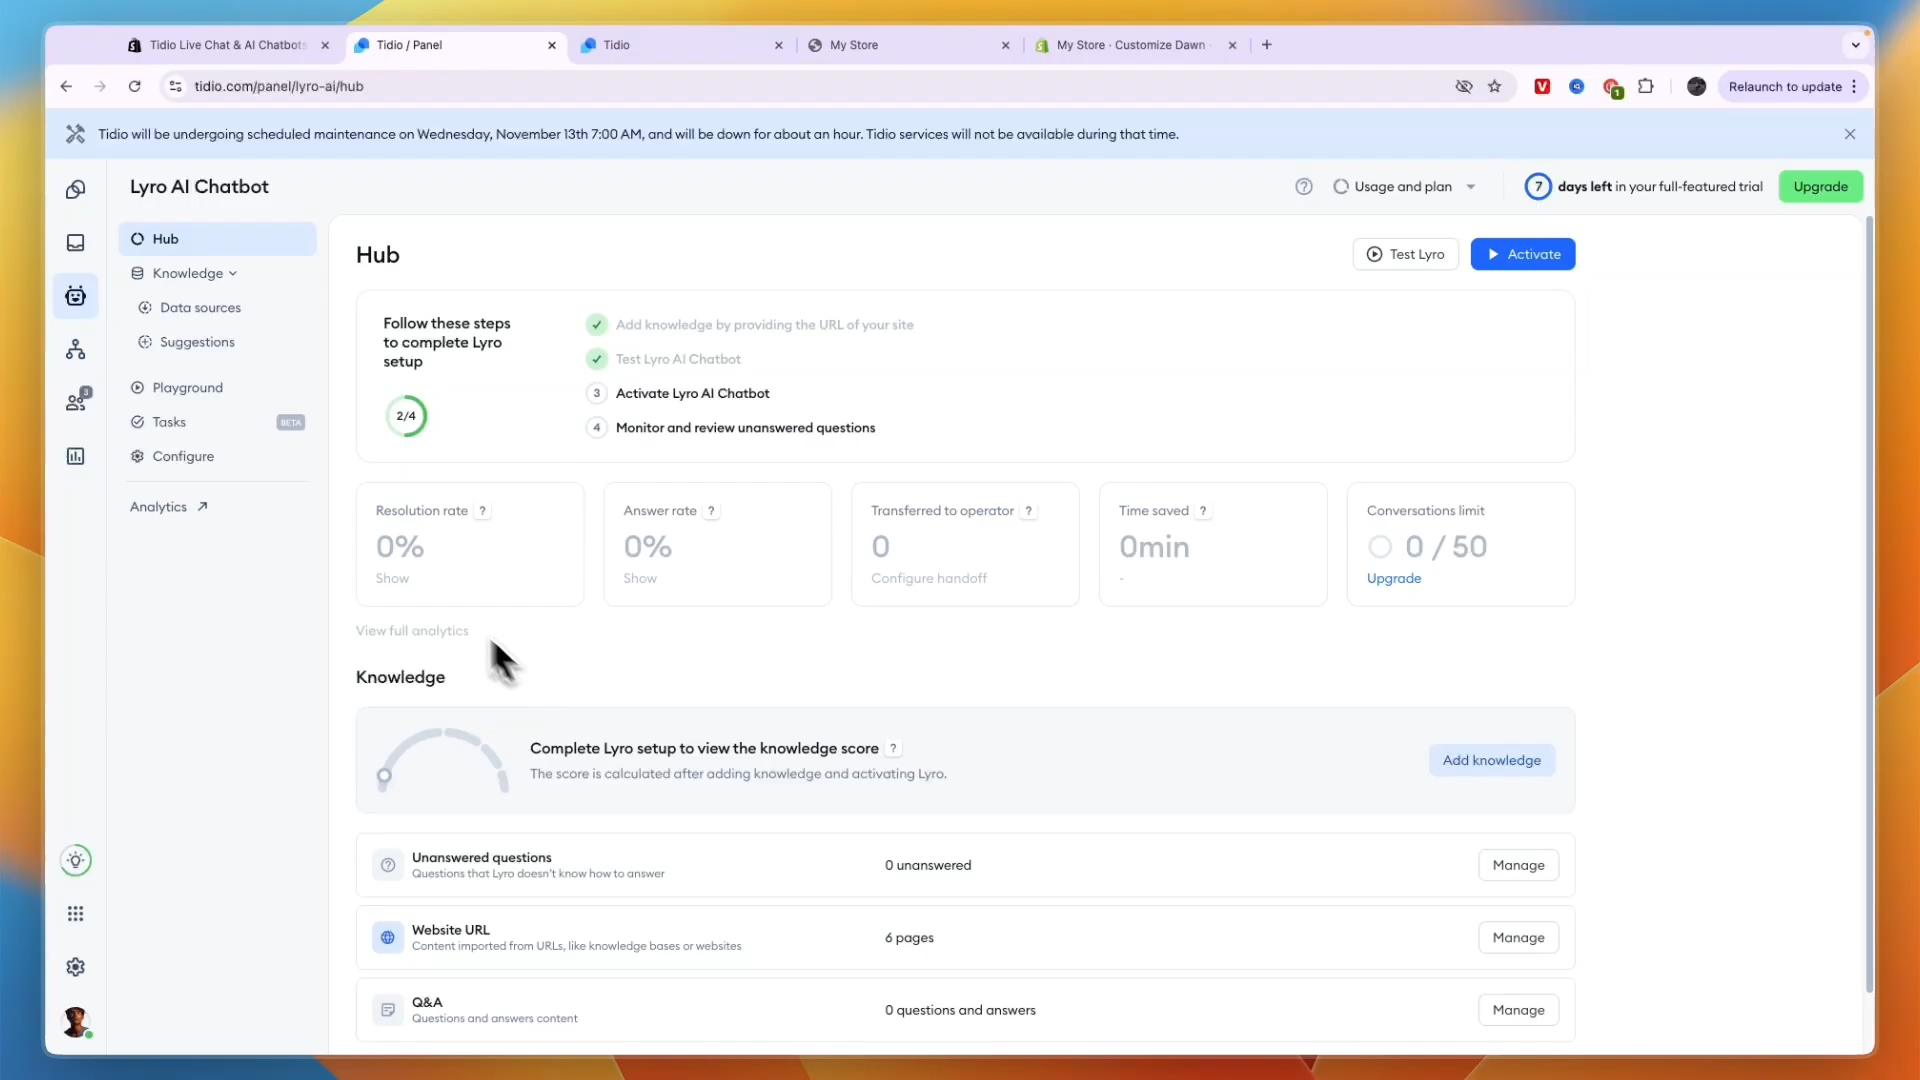 Tidio Live Chat & AI Chatbots
Tidio / Panel
Tidio
My Store
My Store · Customize Dawn
tidio.com/panel/lyro-ai/hub
1
Relaunch to update
Tidio will be undergoing scheduled maintenance on Wednesday, November 13th 7:00 AM, and will be down for about an hour. Tidio services will not be available during that time.
Lyro AI Chatbot
Usage and plan
7 days left in your full-featured trial
Upgrade
Hub
Knowledge
Data sources
Suggestions
3
Playground
Tasks BETA
Configure
Analytics
Hub
Test Lyro
Activate
Follow these steps
to complete Lyro
setup
2/4
Add knowledge by providing the URL of your site
Test Lyro AI Chatbot
3 Activate Lyro AI Chatbot
4 Monitor and review unanswered questions
Resolution rate ?
0%
Show
Answer rate ?
0%
Show
Transferred to operator ?
0
Configure handoff
Time saved ?
0min
-
Conversations limit
0 / 50
Upgrade
View full analytics
Knowledge
Complete Lyro setup to view the knowledge score ?
The score is calculated after adding knowledge and activating Lyro.
Add knowledge
Unanswered questions
Questions that Lyro doesn't know how to answer
0 unanswered
Manage
Website URL
Content imported from URLs, like knowledge bases or websites
6 pages
Manage
Q&A
Questions and answers content
0 questions and answers
Manage